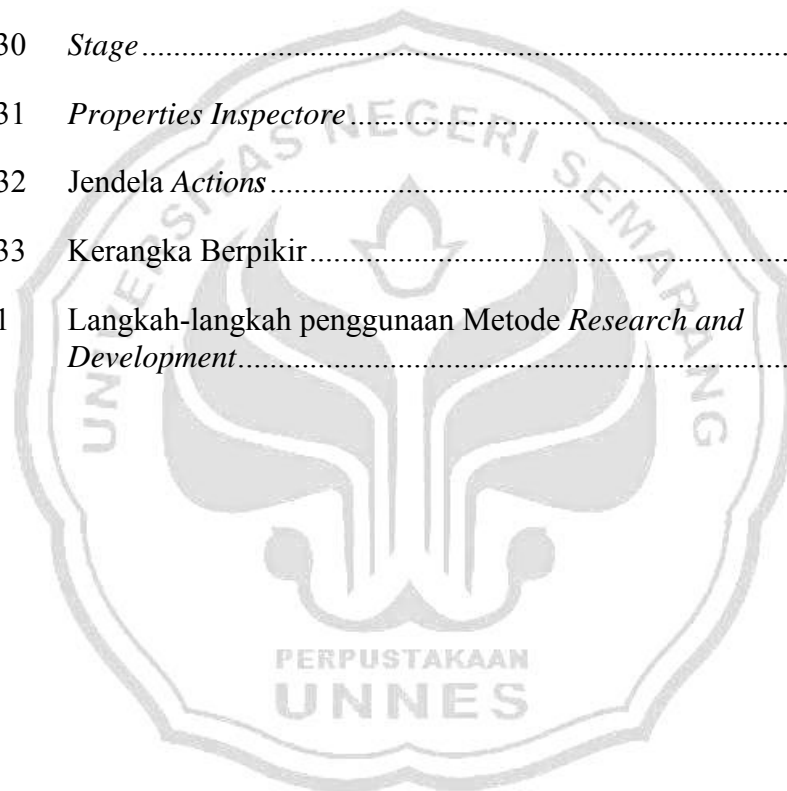 30 Stage................................................................................
31 Properties Inspectore.......................................................
32 Jendela Actions.................................................................
33 Kerangka Berpikir............................................................
1 Langkah-langkah penggunaan Metode Research and
Development.....................................................................
UNIVERSITAS NEGERI SEMARANG
PERPUSTAKAAN
UNNES